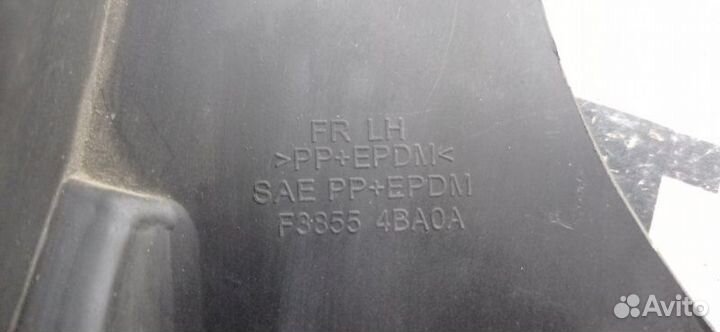 FR LH
>PP+EPDM<
SAE PP+EPDM
F3855 4BA0A
Avito